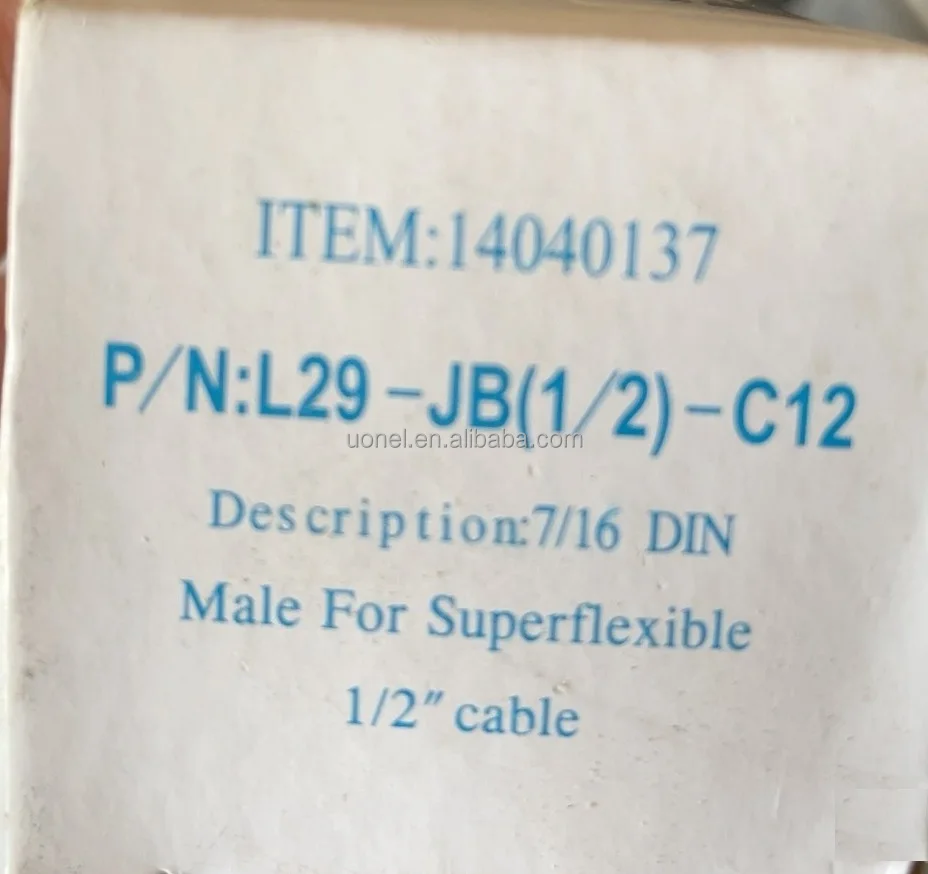 ITEM:14040137
P/N:L29-JB(1/2)-C12
uonel.en.alibaba.com
Description:7/16 DIN
Male For Superflexible
1/2" cable